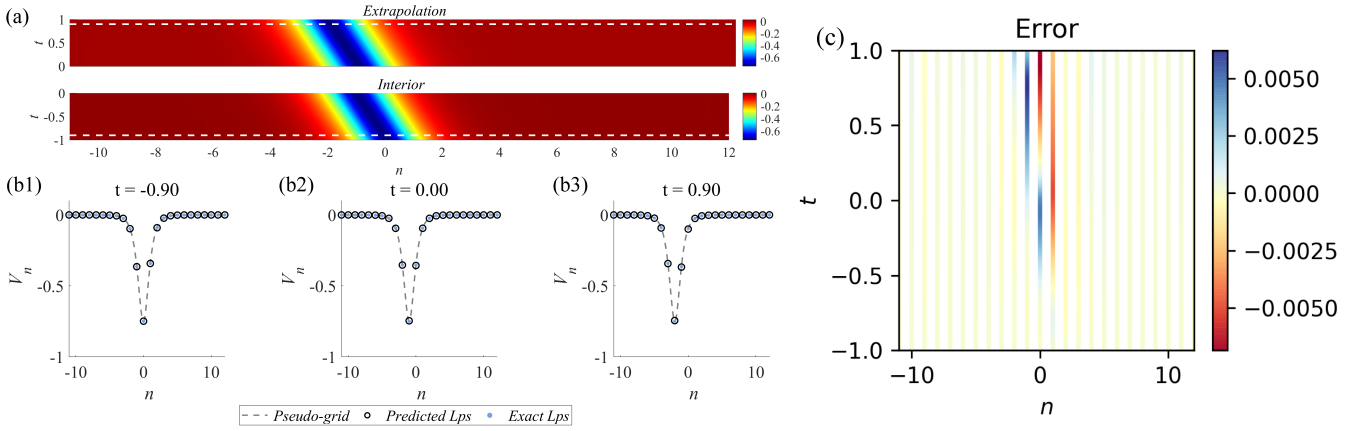 (a)
Extrapolation
1
0.5
0
t
0
-0.2
-0.4
-0.6
Interior
0
-0.5
-1
t
0
-0.2
-0.4
-0.6
-10 -8 -6 -4 -2 0 2 4 6 8 10 12
n
(b1) t = -0.90
0
-0.5
-1
V_n
-10 0 10
n
(b2) t = 0.00
0
-0.5
-1
V_n
-10 0 10
n
(b3) t = 0.90
0
-0.5
-1
V_n
-10 0 10
n
Pseudo-grid Predicted Lps Exact Lps
(c) Error
1.0
0.5
0.0
-0.5
-1.0
t
-10 0 10
n
0.0050
0.0025
0.0000
−0.0025
−0.0050